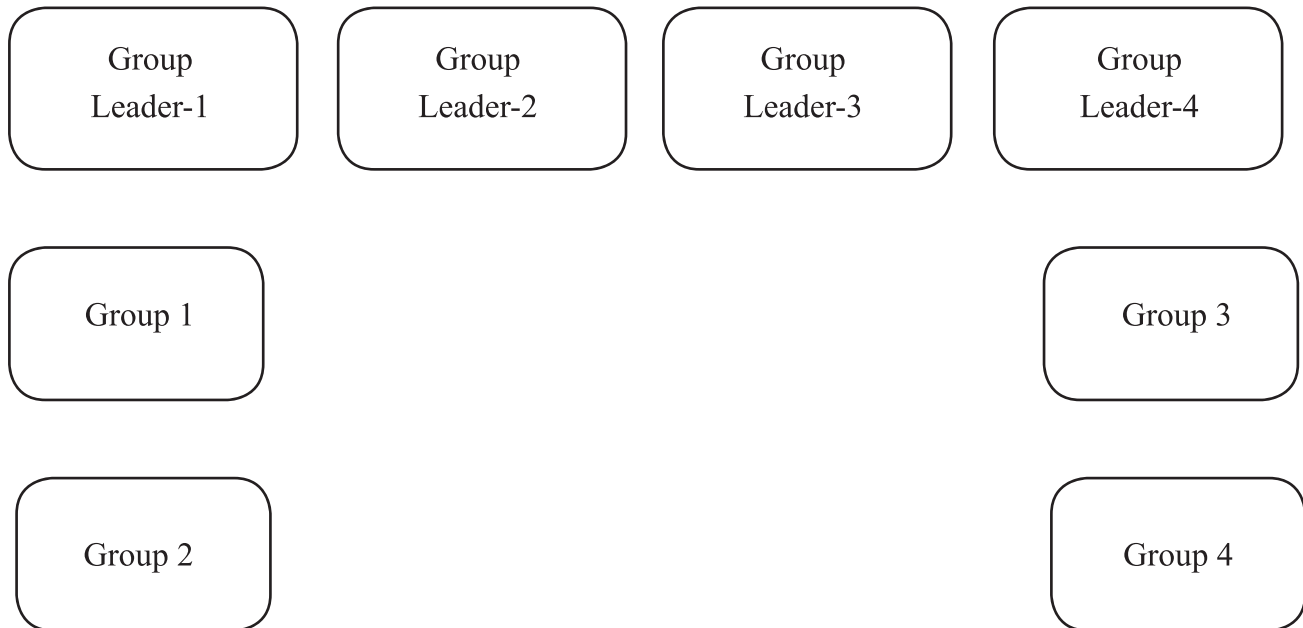 Group
Leader-1
Group
Leader-2
Group
Leader-3
Group
Leader-4
Group 1
Group 3
Group 2
Group 4